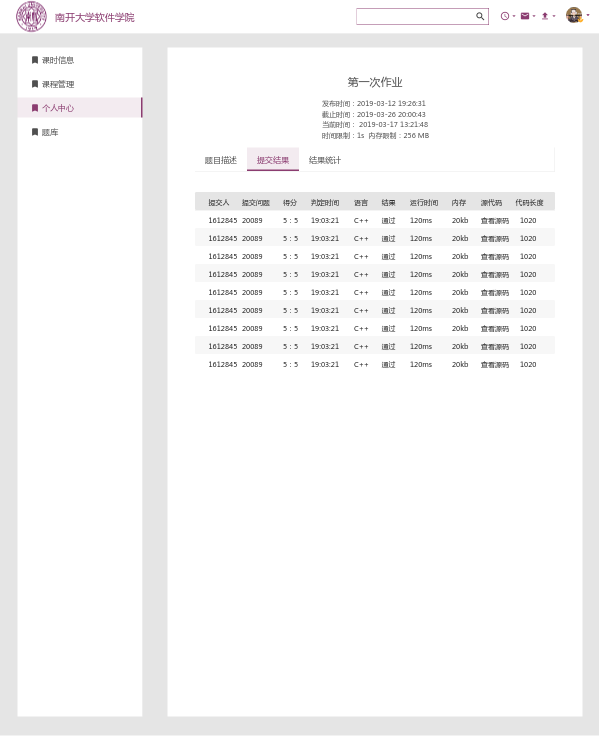 南开大学软件学院
课时信息
课程管理
个人中心
题库
第一次作业
发布时间：2019-03-12 19:26:31
截止时间：2019-03-26 20:00:43
当前时间： 2019-03-17 13:21:48
时间限制：1s 内存限制：256 MB
题目描述 提交结果 结果统计
提交人 提交问题 得分 判定时间 语言 结果 运行时间 内存 源代码 代码长度
1612845 20089 5：5 19:03:21 C++ 通过 120ms 20kb 查看源码 1020
1612845 20089 5：5 19:03:21 C++ 通过 120ms 20kb 查看源码 1020
1612845 20089 5：5 19:03:21 C++ 通过 120ms 20kb 查看源码 1020
1612845 20089 5：5 19:03:21 C++ 通过 120ms 20kb 查看源码 1020
1612845 20089 5：5 19:03:21 C++ 通过 120ms 20kb 查看源码 1020
1612845 20089 5：5 19:03:21 C++ 通过 120ms 20kb 查看源码 1020
1612845 20089 5：5 19:03:21 C++ 通过 120ms 20kb 查看源码 1020
1612845 20089 5：5 19:03:21 C++ 通过 120ms 20kb 查看源码 1020
1612845 20089 5：5 19:03:21 C++ 通过 120ms 20kb 查看源码 1020